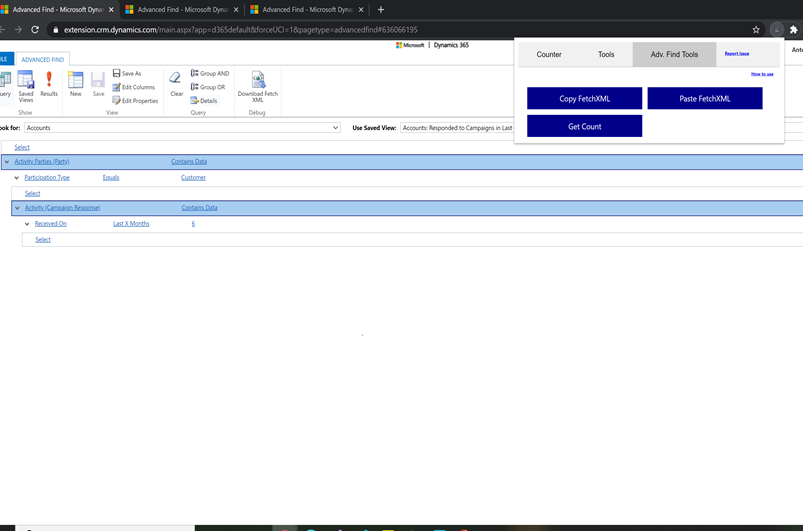 Advanced Find - Microsoft Dynar
Advanced Find - Microsoft Dynar
Advanced Find - Microsoft Dynar
extension.crm.dynamics.com/main.aspx?app=d365default&forceUCI=1&pagetype=advancedfind#636066195
Microsoft | Dynamics 365
Counter
Tools
Adv. Find Tools
Report Issue
How to use
Copy FetchXML
Paste FetchXML
Get Count
ILE
ADVANCED FIND
uery
Saved Views
Results
Show
New
Save
Save As
Edit Columns
Edit Properties
View
Clear
Group AND
Group OR
Details
Query
Download Fetch XML
Debug
ook for:
Accounts
Use Saved View:
Accounts: Responded to Campaigns in Last
Select
Activity Parties (Party)
Contains Data
Participation Type
Equals
Customer
Select
Activity (Campaign Response)
Contains Data
Received On
Last X Months
6
Select